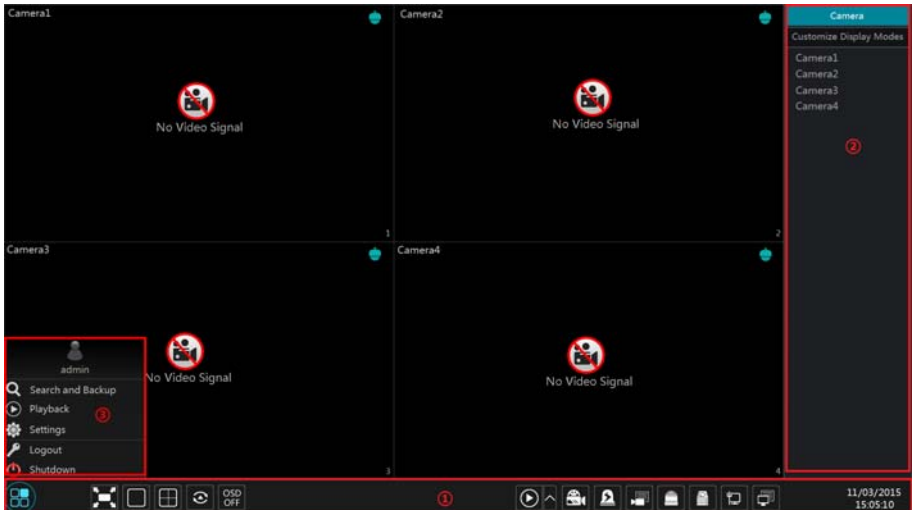 Camera1
Camera2
Camera
Customize Display Modes
Camera1
Camera2
Camera3
Camera4
②
No Video Signal
No Video Signal
1
2
Camera3
Camera4
No Video Signal
No Video Signal
3
4
admin
Search and Backup
Playback
③
Settings
Logout
Shutdown
OSD
OFF
①
11/03/2015
15:05:10